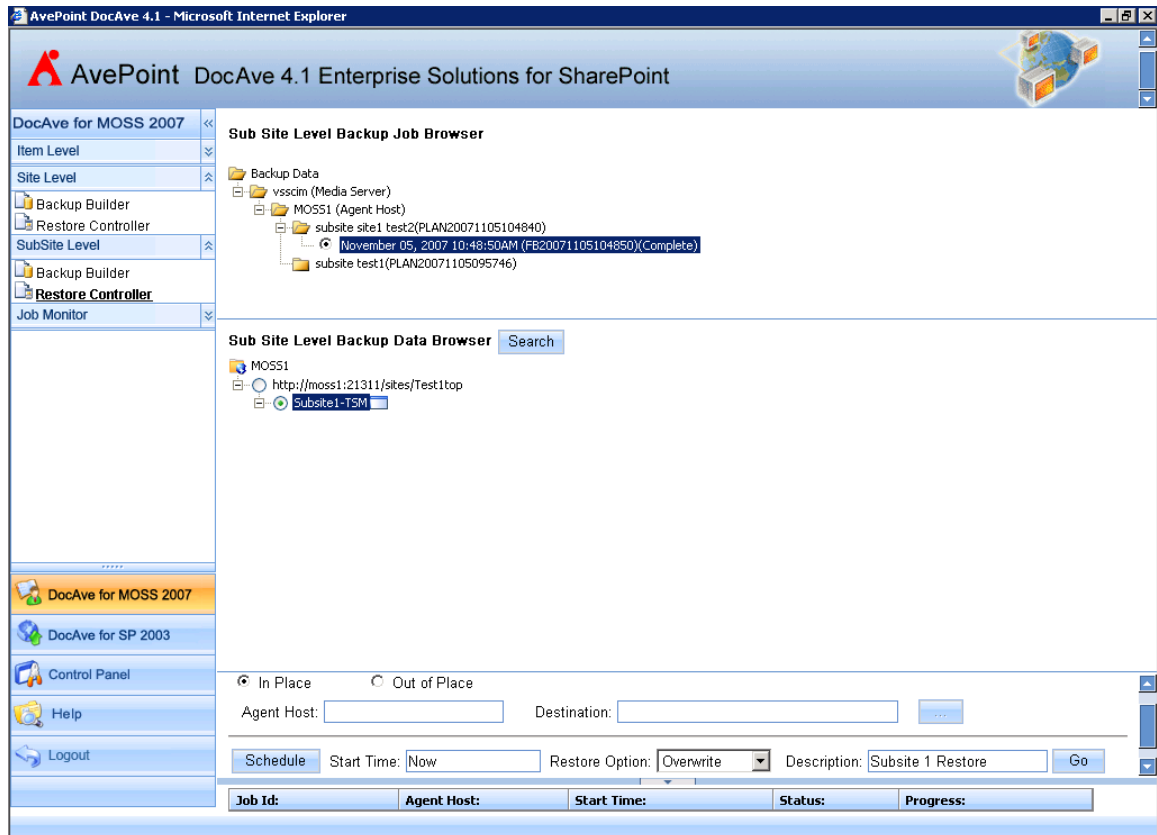 AvePoint DocAve 4.1 - Microsoft Internet Explorer
AvePoint DocAve 4.1 Enterprise Solutions for SharePoint
DocAve for MOSS 2007
Item Level
Site Level
Backup Builder
Restore Controller
SubSite Level
Backup Builder
Restore Controller
Job Monitor
Sub Site Level Backup Job Browser
Backup Data
vsscim (Media Server)
MOSS1 (Agent Host)
subsite site1 test2(PLAN20071105104840)
November 05, 2007 10:48:50AM (FB20071105104850)(Complete)
subsite test1(PLAN20071105095746)
Sub Site Level Backup Data Browser Search
MOSS1
http://moss1:21311/sites/Test1top
Subsite1-TSM
DocAve for MOSS 2007
DocAve for SP 2003
Control Panel
Help
Logout
In Place Out of Place
Agent Host: Destination: ...
Schedule Start Time: Now Restore Option: Overwrite Description: Subsite 1 Restore Go
Job Id: Agent Host: Start Time: Status: Progress: